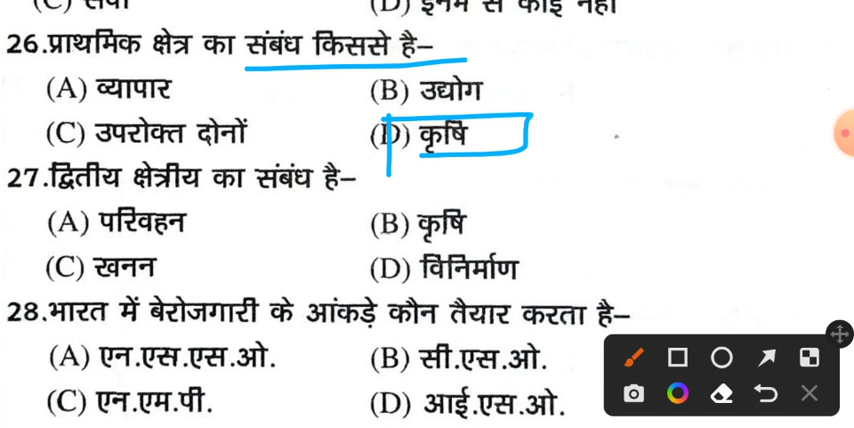 26.प्राथमिक क्षेत्र का संबंध किससे है–
(A) व्यापार (B) उद्योग
(C) उपरोक्त दोनों (D) कृषि
27.द्वितीय क्षेत्रीय का संबंध है–
(A) परिवहन (B) कृषि
(C) खनन (D) विनिर्माण
28.भारत में बेरोजगारी के आंकड़े कौन तैयार करता है–
(A) एन.एस.एस.ओ. (B) सी.एस.ओ.
(C) एन.एम.पी. (D) आई.एस.ओ.